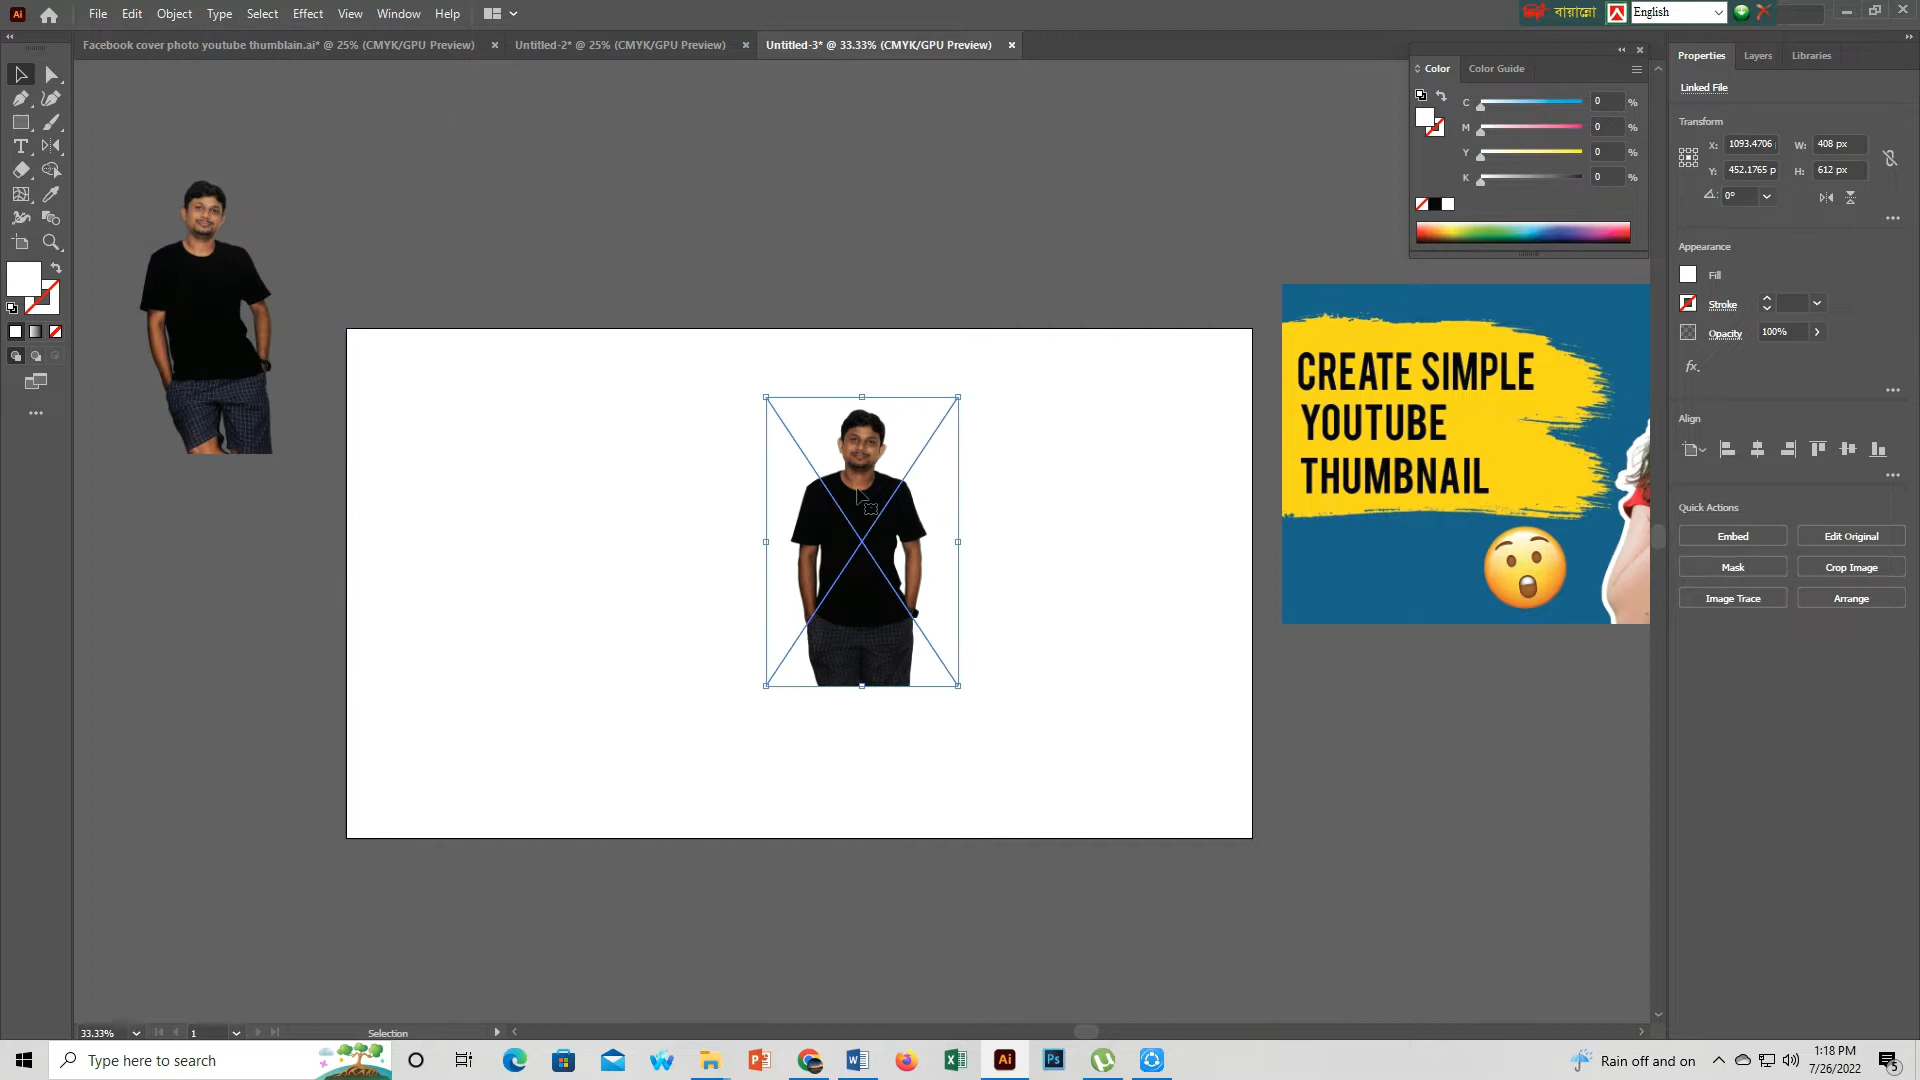 Ai File Edit Object Type Select Effect View Window Help
বায়ান্নো English
Facebook cover photo youtube thumblain.ai* @ 25% (CMYK/GPU Preview) × Untitled-2* @ 25% (CMYK/GPU Preview) × Untitled-3* @ 33.33% (CMYK/GPU Preview) ×
Color Color Guide
C 0 %
M 0 %
Y 0 %
K 0 %
Properties Layers Libraries
Linked File
Transform
X: 1093.4706 W: 408 px
Y: 452.1765 p H: 612 px
0°
Appearance
Fill
Stroke
Opacity 100%
fx.
Align
Quick Actions
Embed Edit Original
Mask Crop Image
Image Trace Arrange
CREATE SIMPLE
YOUTUBE
THUMBNAIL
33.33% 1 Selection
Type here to search
Ai Ps
Rain off and on
1:18 PM
7/26/2022
5